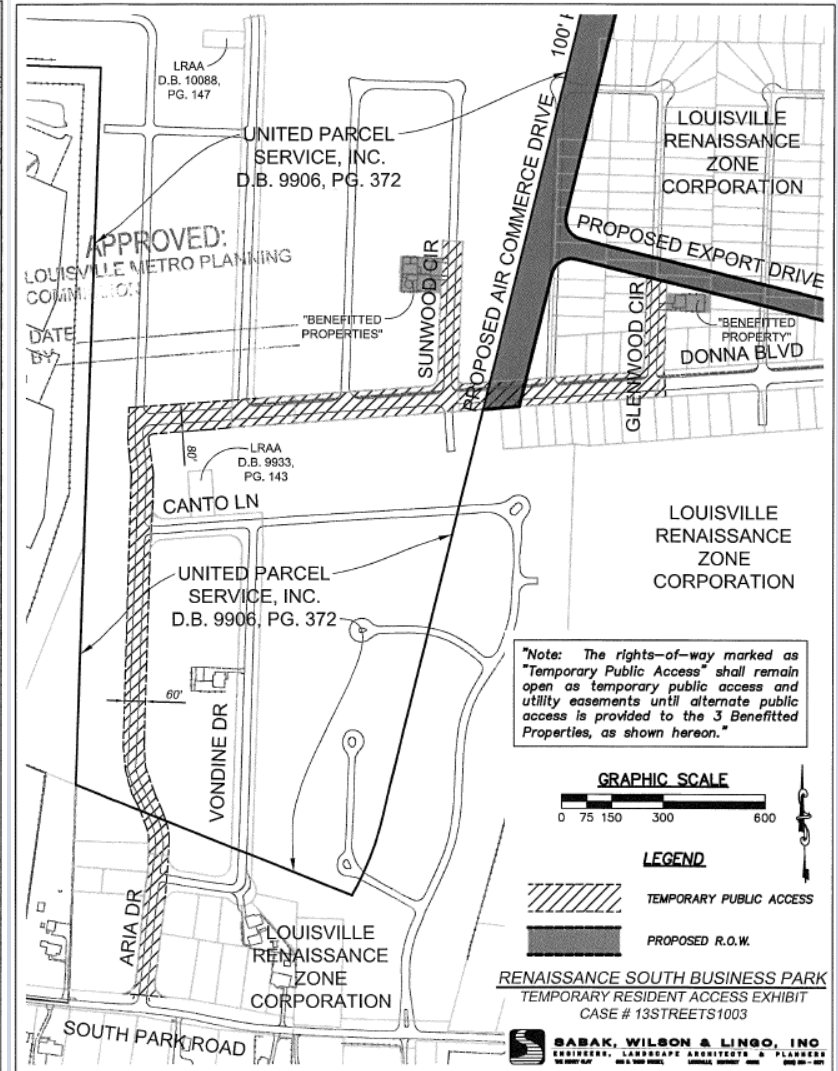 LRAA
D.B. 10088,
PG. 147
100'
UNITED PARCEL
SERVICE, INC.
D.B. 9906, PG. 372
LOUISVILLE
RENAISSANCE
ZONE
CORPORATION
APPROVED:
LOUISVILLE METRO PLANNING
DATE
BY
PROPOSED AIR COMMERCE DRIVE
PROPOSED EXPORT DRIVE
SUNWOOD CIR
"BENEFITTED
PROPERTIES"
GLENWOOD CIR
"BENEFITTED
PROPERTY"
DONNA BLVD
80'
LRAA
D.B. 9933,
PG. 143
CANTO LN
LOUISVILLE
RENAISSANCE
ZONE
CORPORATION
UNITED PARCEL
SERVICE, INC.
D.B. 9906, PG. 372
60'
VONDINE DR
"Note: The rights-of-way marked as
"Temporary Public Access" shall remain
open as temporary public access and
utility easements until alternate public
access is provided to the 3 Benefitted
Properties, as shown hereon."
GRAPHIC SCALE
0 75 150 300 600
LEGEND
TEMPORARY PUBLIC ACCESS
PROPOSED R.O.W.
ARIA DR
LOUISVILLE
RENAISSANCE
ZONE
CORPORATION
SOUTH PARK ROAD
RENAISSANCE SOUTH BUSINESS PARK
TEMPORARY RESIDENT ACCESS EXHIBIT
CASE # 13STREETS1003
SABAK, WILSON & LINGO, INC
ENGINEERS, LANDSCAPE ARCHITECTS & PLANNERS